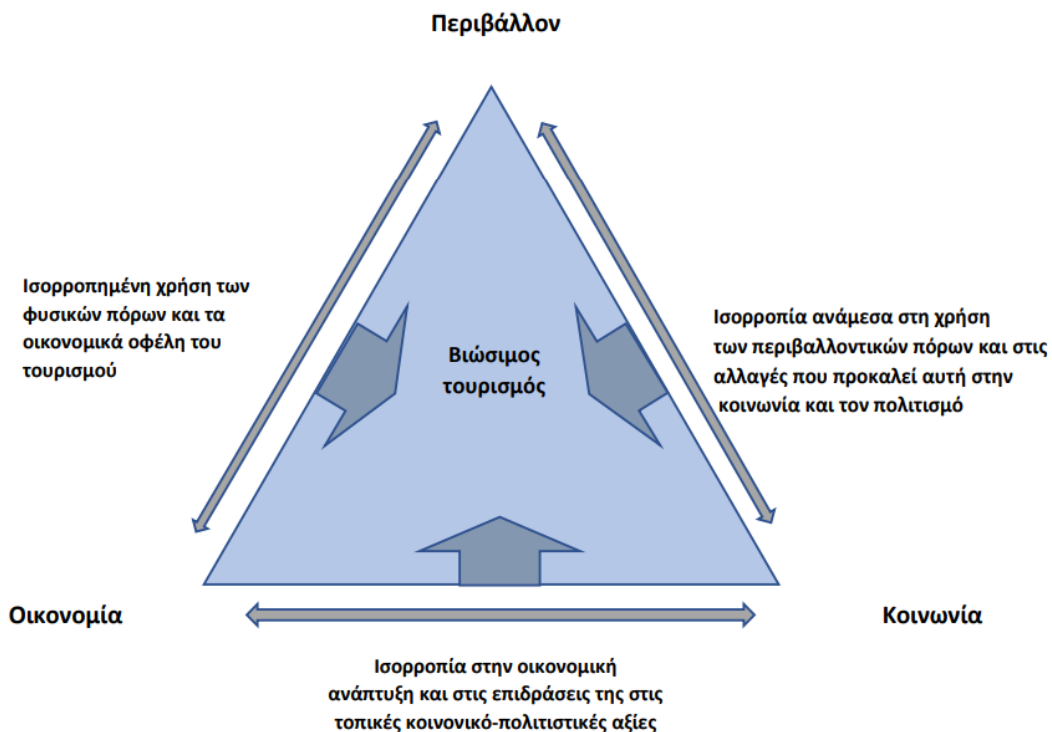 Περιβάλλον
Ισορροπημένη χρήση των
φυσικών πόρων και τα
οικονομικά οφέλη του
τουρισμού
Βιώσιμος
τουρισμός
Ισορροπία ανάμεσα στη χρήση
των περιβαλλοντικών πόρων και στις
αλλαγές που προκαλεί αυτή στην
κοινωνία και τον πολιτισμό
Οικονομία
Κοινωνία
Ισορροπία στην οικονομική
ανάπτυξη και στις επιδράσεις της στις
τοπικές κοινονικό-πολιτιστικές αξίες